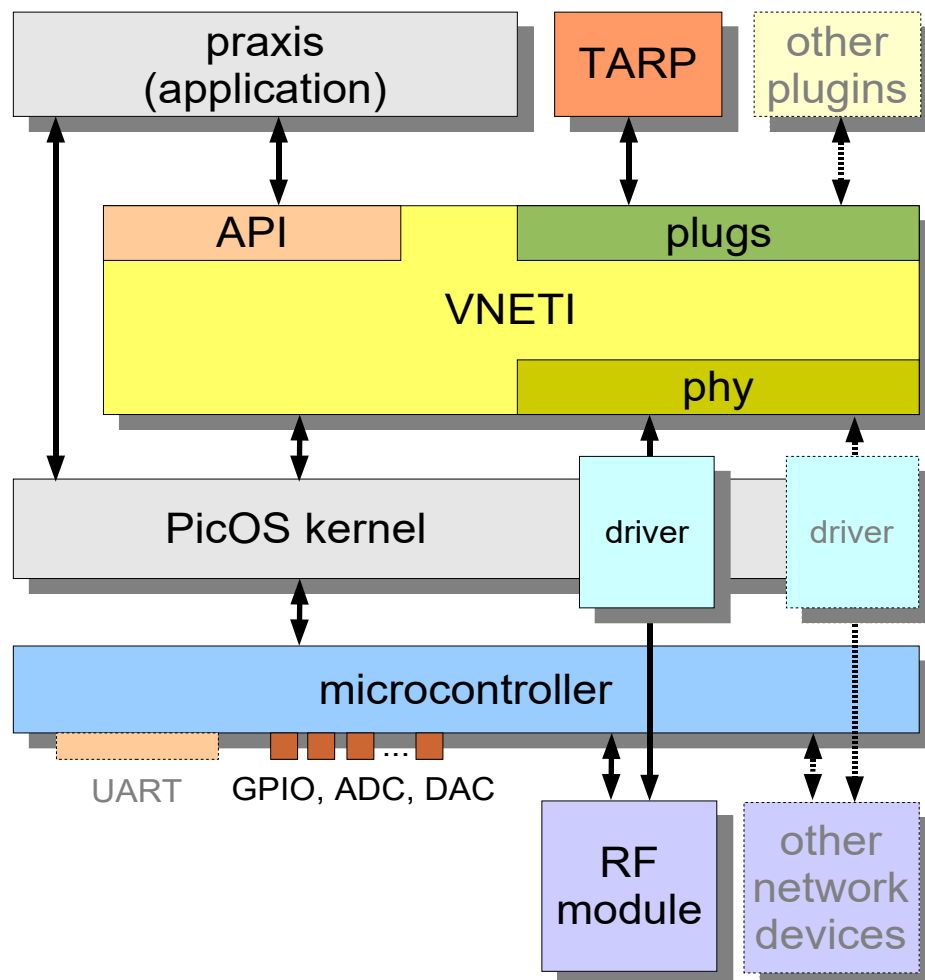 praxis
(application)
TARP
other
plugins
API
plugs
VNETI
phy
PicOS kernel
driver
driver
microcontroller
...
UART
GPIO, ADC, DAC
RF
module
other
network
devices